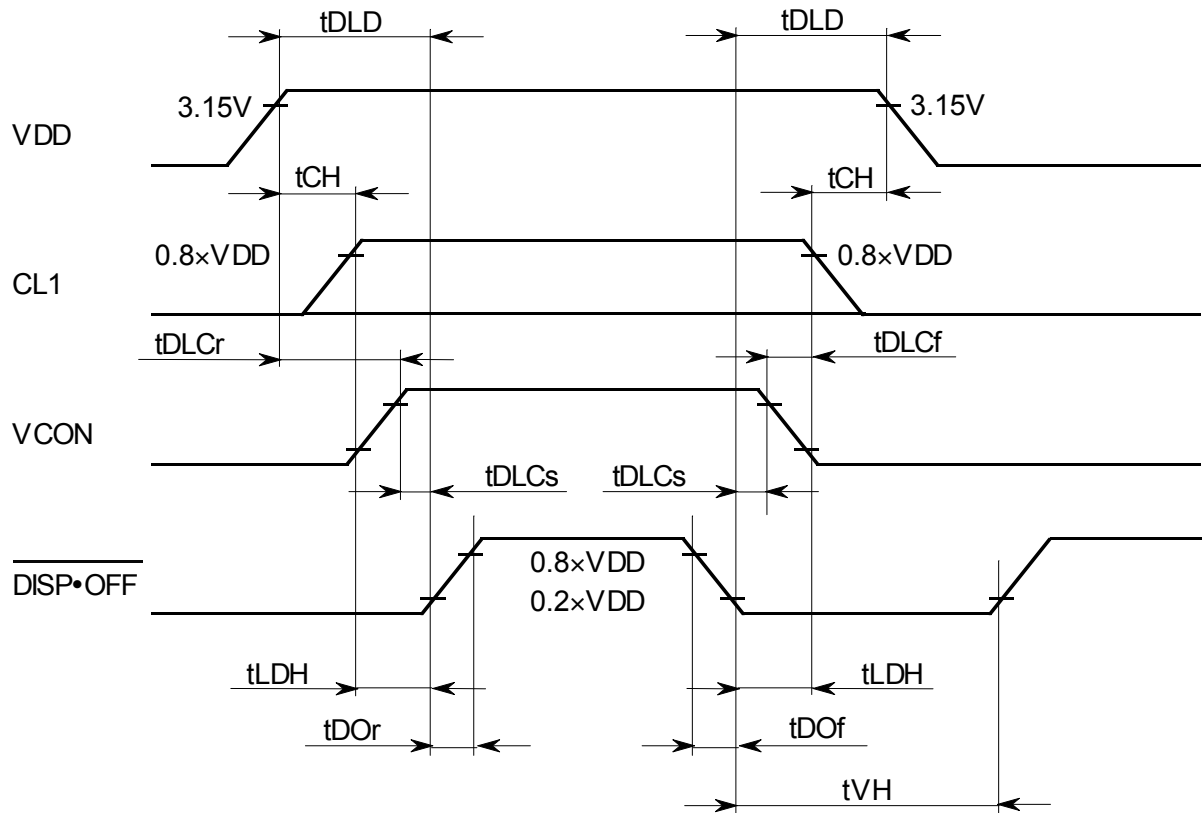 tDLD tDLD
3.15V 3.15V
VDD
tCH tCH
0.8×VDD 0.8×VDD
CL1
tDLCr tDLCf
VCON
tDLCs tDLCs
0.8×VDD
DISP•OFF
0.2×VDD
tLDH tLDH
tDOr tDOf
tVH